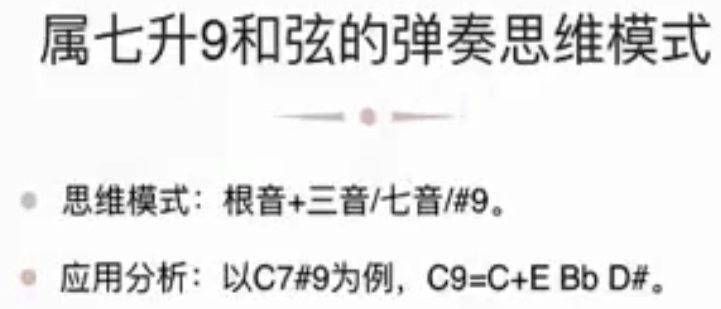 属七升9和弦的弹奏思维模式
思维模式：根音+三音/七音/#9。
应用分析：以C7#9为例，C9=C+E Bb D#。